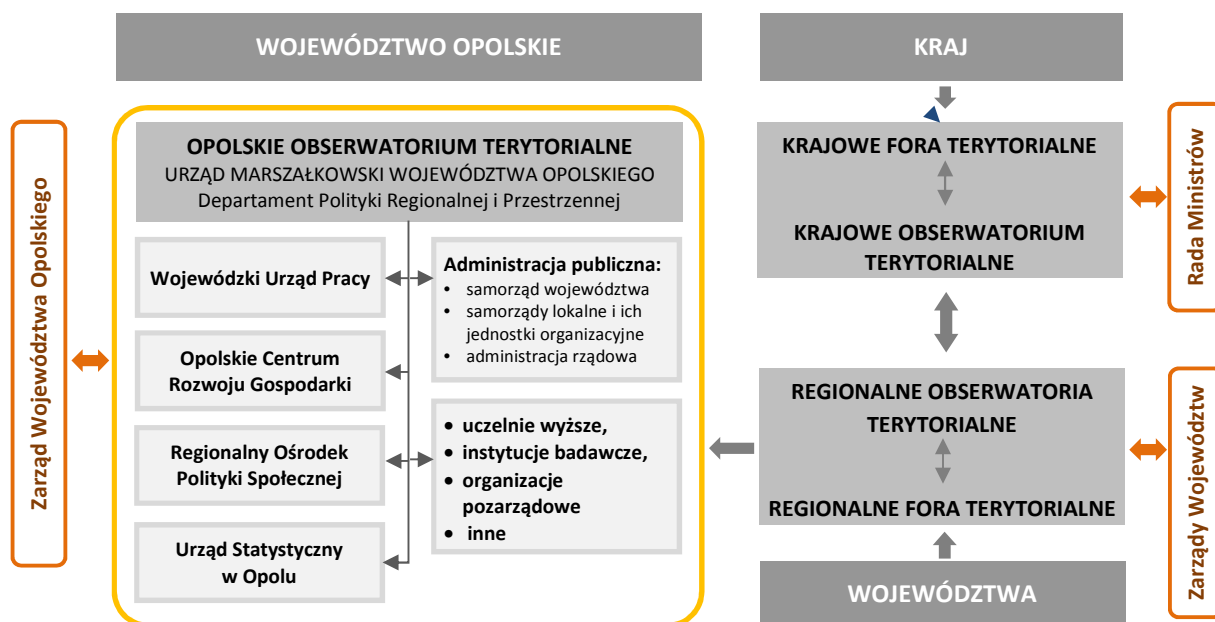 WOJEWÓDZTWO OPOLSKIE
KRAJ
Zarząd Województwa Opolskiego
OPOLSKIE OBSERWATORIUM TERYTORIALNE
URZĄD MARSZAŁKOWSKI WOJEWÓDZTWA OPOLSKIEGO
Departament Polityki Regionalnej i Przestrzennej
Wojewódzki Urząd Pracy
Opolskie Centrum
Rozwoju Gospodarki
Regionalny Ośrodek
Polityki Społecznej
Urząd Statystyczny
w Opolu
Administracja publiczna:
• samorząd województwa
• samorządy lokalne i ich
jednostki organizacyjne
• administracja rządowa
• uczelnie wyższe,
• instytucje badawcze,
• organizacje
pozarządowe
• inne
KRAJOWE FORA TERYTORIALNE
KRAJOWE OBSERWATORIUM
TERYTORIALNE
Rada Ministrów
REGIONALNE OBSERWATORIA
TERYTORIALNE
REGIONALNE FORA TERYTORIALNE
Zarządy Województw
WOJEWÓDZTWA